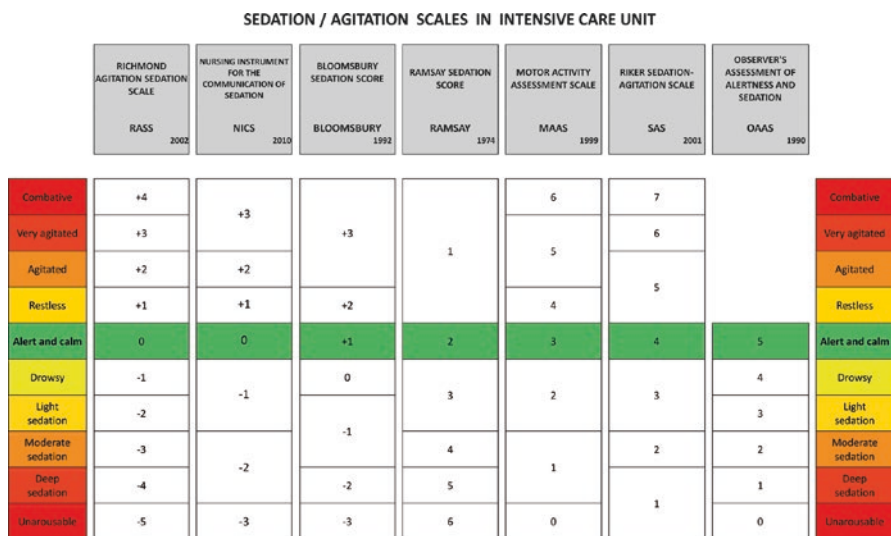 SEDATION / AGITATION SCALES IN INTENSIVE CARE UNIT
RICHMOND
AGITATION SEDATION
SCALE
RASS
2002
NURSING INSTRUMENT
FOR THE
COMMUNICATION OF
SEDATION
NICS
2010
BLOOMSBURY
SEDATION SCORE
BLOOMSBURY
1992
RAMSAY SEDATION
SCORE
RAMSAY
1974
MOTOR ACTIVITY
ASSESSMENT SCALE
MAAS
1999
RIKER SEDATION-
AGITATION SCALE
SAS
2001
OBSERVER'S
ASSESSMENT OF
ALERTNESS AND
SEDATION
OAAS
1990
Combative +4 6 7 Combative
+3
Very agitated +3 +3 6 Very agitated
1 5
Agitated +2 +2 Agitated
5
Restless +1 +1 +2 4 Restless
Alert and calm 0 0 +1 2 3 4 5 Alert and calm
Drowsy -1 0 4 Drowsy
-1 3 2 3
Light
sedation -2 3 Light
sedation
-1
Moderate
sedation -3 4 2 2 Moderate
sedation
-2 1
Deep
sedation -4 -2 5 1 Deep
sedation
1
Unarousable -5 -3 -3 6 0 0 Unarousable